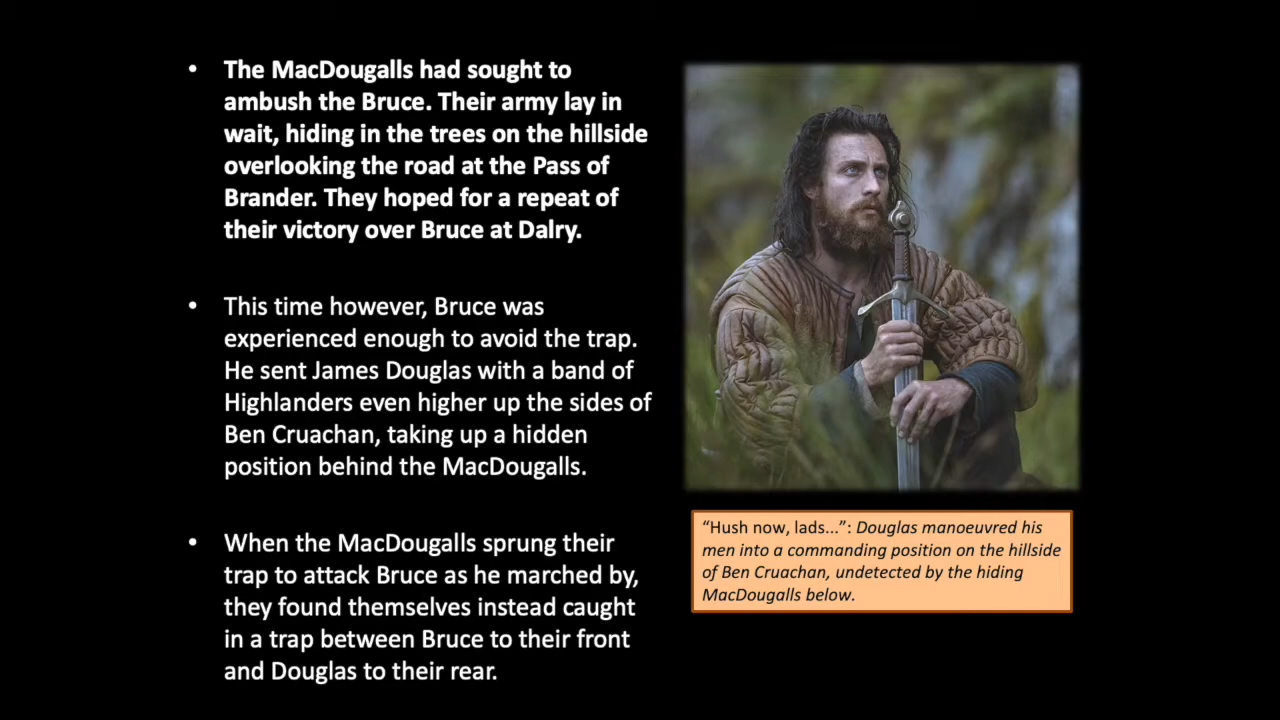 • The MacDougalls had sought to
ambush the Bruce. Their army lay in
wait, hiding in the trees on the hillside
overlooking the road at the Pass of
Brander. They hoped for a repeat of
their victory over Bruce at Dalry.
• This time however, Bruce was
experienced enough to avoid the trap.
He sent James Douglas with a band of
Highlanders even higher up the sides of
Ben Cruachan, taking up a hidden
position behind the MacDougalls.
• When the MacDougalls sprung their
trap to attack Bruce as he marched by,
they found themselves instead caught
in a trap between Bruce to their front
and Douglas to their rear.
“Hush now, lads...”: Douglas manoeuvred his
men into a commanding position on the hillside
of Ben Cruachan, undetected by the hiding
MacDougalls below.